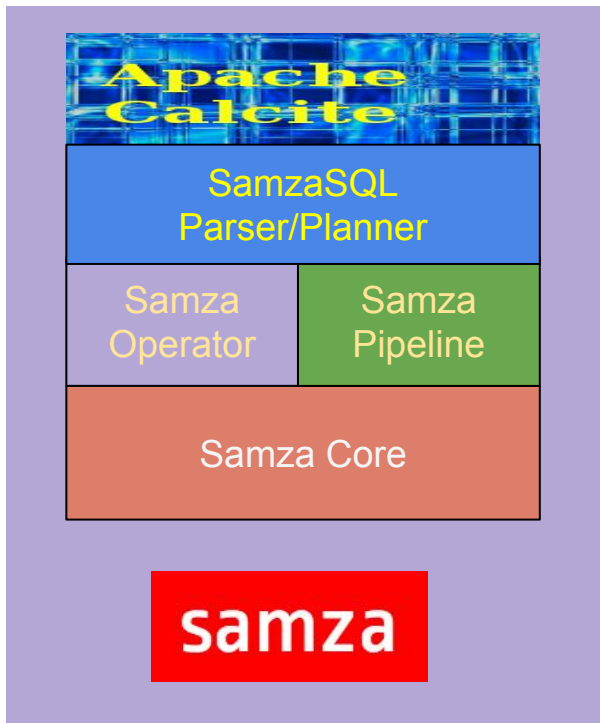 Apache
Calcite
SamzaSQL
Parser/Planner
Samza
Operator
Samza
Pipeline
Samza Core
samza